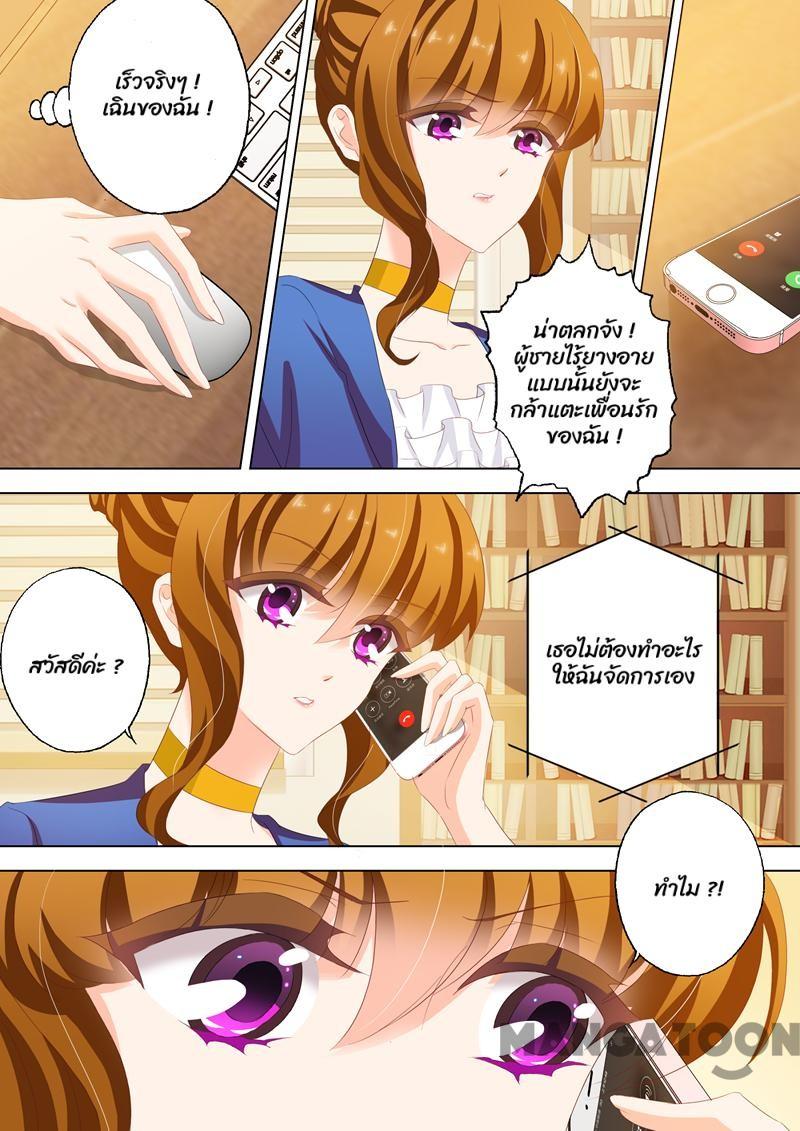 เร็วจริงๆ !
เฉินของฉัน !
น่าตลกจัง !
ผู้ชายไร้ยางอาย
แบบนั้นยังจะ
กล้าแตะเพื่อนรัก
ของฉัน !
สวัสดีค่ะ ?
เธอไม่ต้องทำอะไร
ให้ฉันจัดการเอง
ทำไม ?!
MANGATOON